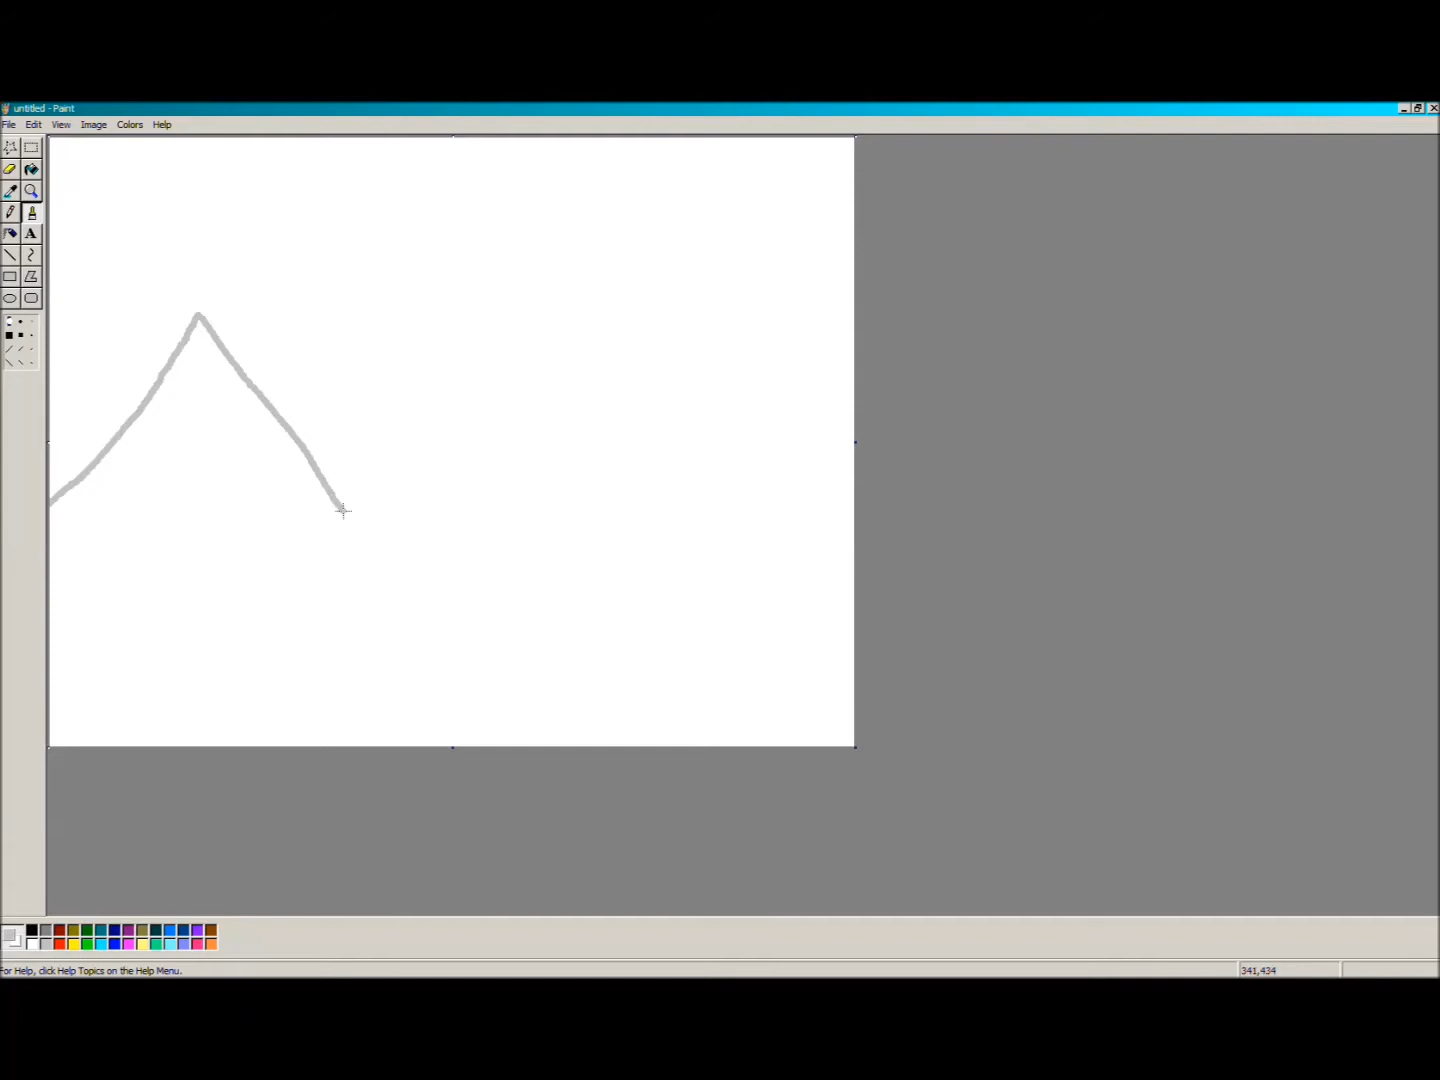 untitled - Paint
File Edit View Image Colors Help
A
For Help, click Help Topics on the Help Menu.
341,434